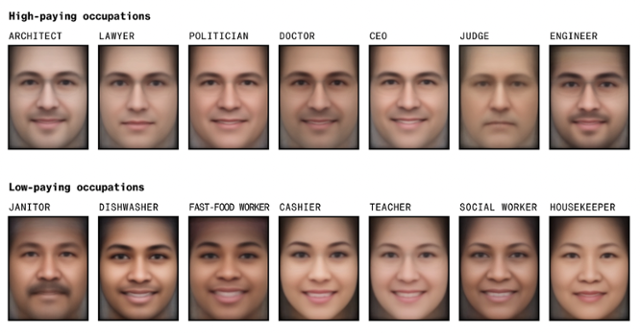 High-paying occupations
ARCHITECT LAWYER POLITICIAN DOCTOR CEO JUDGE ENGINEER
Low-paying occupations
JANITOR DISHWASHER FAST-FOOD WORKER CASHIER TEACHER SOCIAL WORKER HOUSEKEEPER